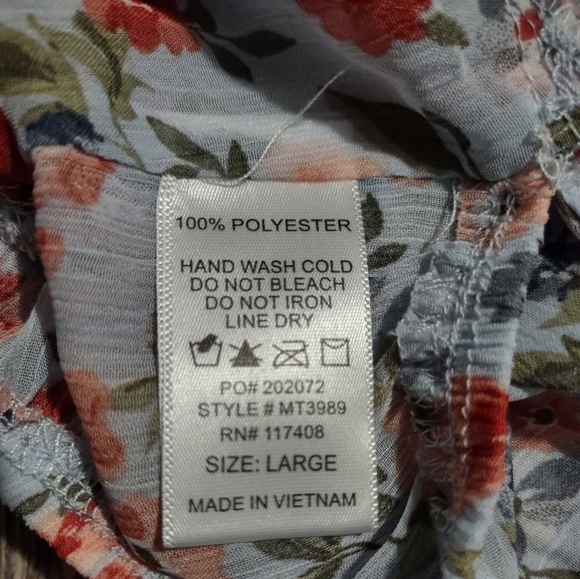 100% POLYESTER
HAND WASH COLD
DO NOT BLEACH
DO NOT IRON
LINE DRY
PO# 202072
STYLE # MT3989
RN# 117408
SIZE: LARGE
MADE IN VIETNAM